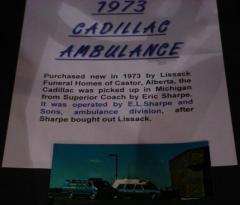 1973
CADILLAC
AMBULANCE
Purchased new in 1973 by Lissack
Funeral Homes of Castor, Alberta, the
Cadillac was picked up in Michigan
from Superior Coach by Eric Sharpe.
It was operated by E.L.Sharpe and
Sons, ambulance division, after
Sharpe bought out Lissack.